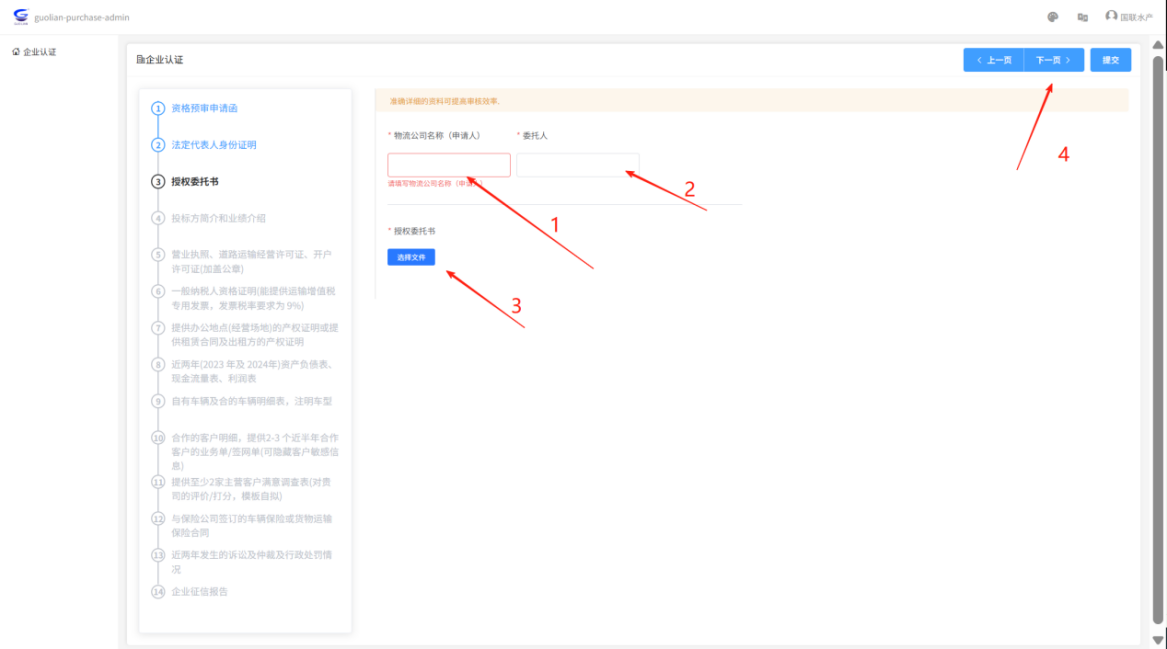 guolian-purchase-admin
国联水产
企业认证
企业认证
上一页
下一页
提交
1 资格预审申请函
2 法定代表人身份证明
3 授权委托书
4 投标方简介和业绩介绍
5 营业执照、道路运输经营许可证、开户
许可证(加盖公章)
6 一般纳税人资格证明(能提供运输增值税
专用发票，发票税率要求为 9%)
7 提供办公地点(经营场地)的产权证明或提
供租赁合同及出租方的产权证明
8 近两年(2023 年及 2024年)资产负债表、
现金流量表、利润表
9 自有车辆及合的车辆明细表，注明车型
10 合作的客户明细，提供2-3 个近半年合作
客户的业务单/签网单(可隐藏客户敏感信
息)
11 提供至少2家主营客户满意调查表(对贵
司的评价/打分，模板自拟)
12 与保险公司签订的车辆保险或货物运输
保险合同
13 近两年发生的诉讼及仲裁及行政处罚情
况
14 企业征信报告
准确详细的资料可提高审核效率.
* 物流公司名称（申请人） * 委托人
请填写物流公司名称（申请人）
1
2
* 授权委托书
选择文件
3
4